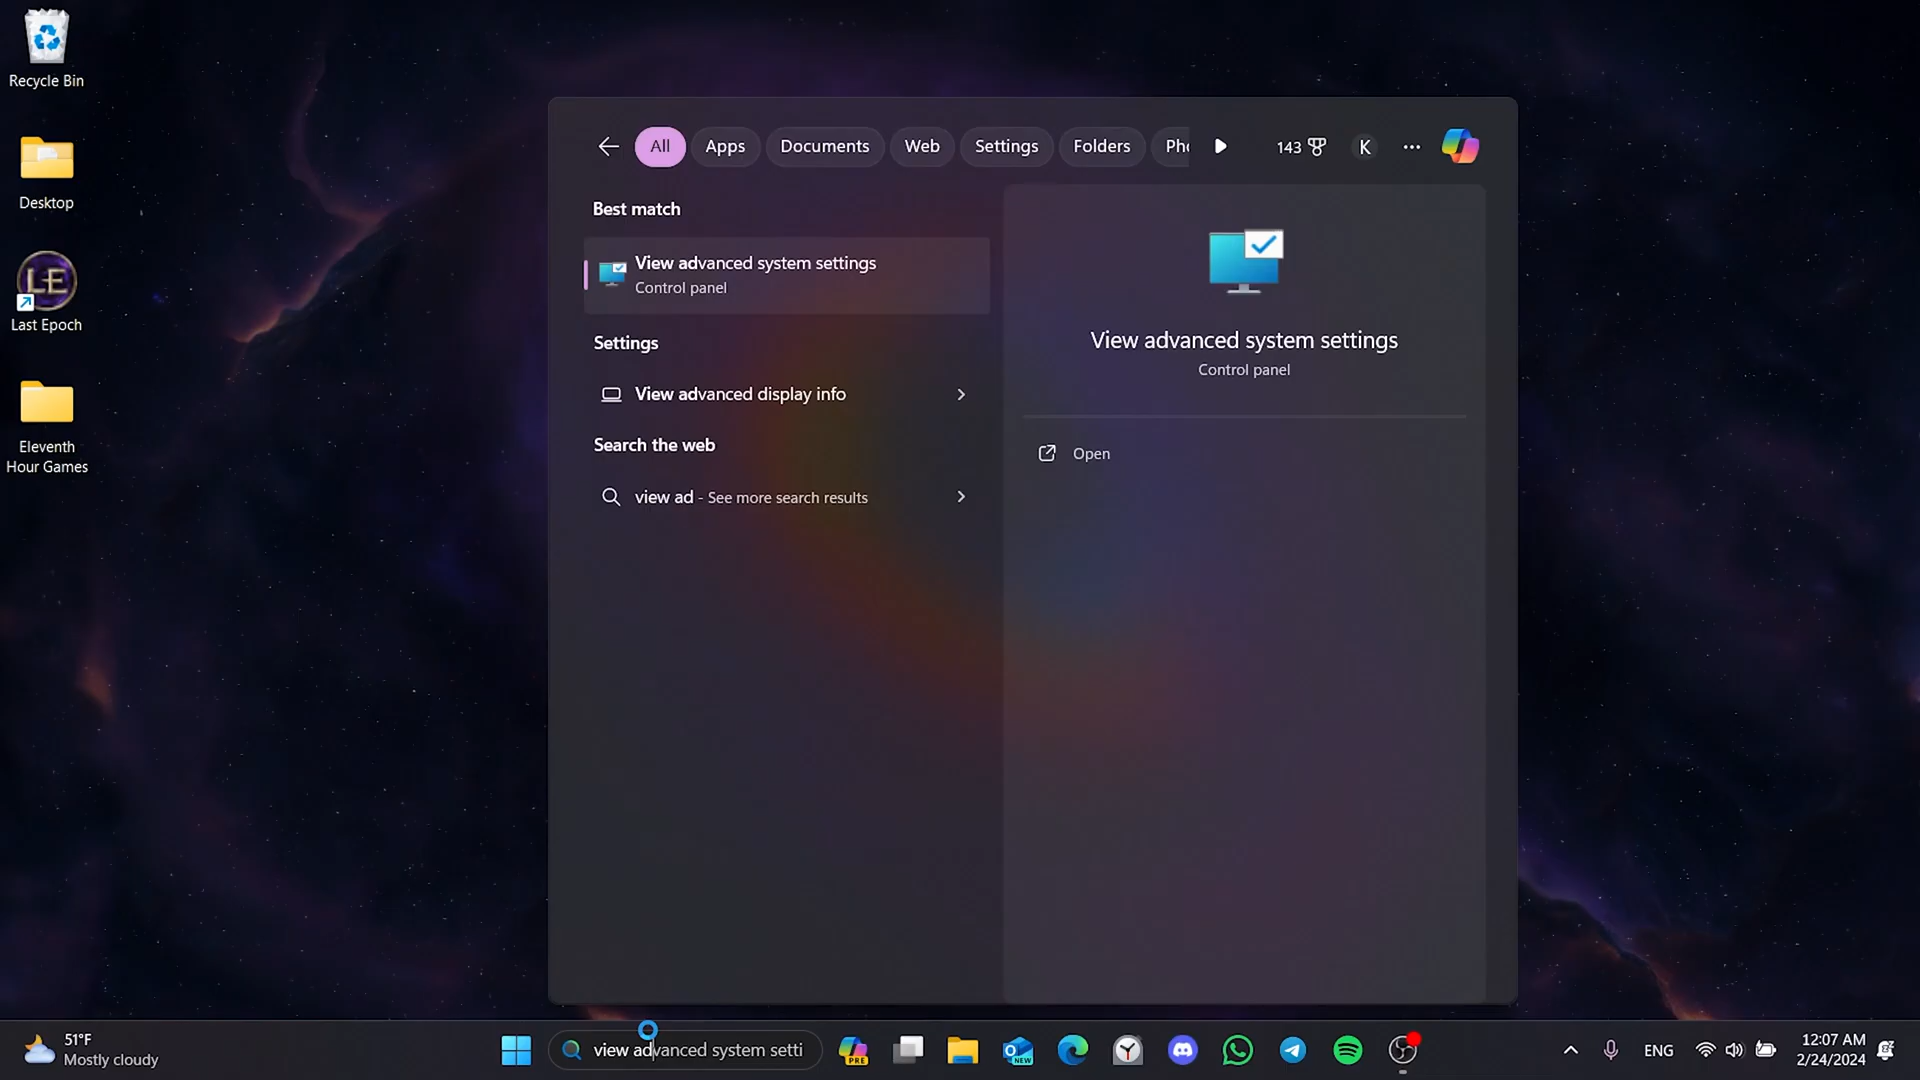 Recycle Bin
Desktop
LE
Last Epoch
Eleventh
Hour Games
All
Apps
Documents
Web
Settings
Folders
Pho
143
K
Best match
View advanced system settings
Control panel
Settings
View advanced display info
Search the web
view ad - See more search results
View advanced system settings
Control panel
Open
51°F
Mostly cloudy
view advanced system setti
PRE
NEW
ENG
12:07 AM
2/24/2024